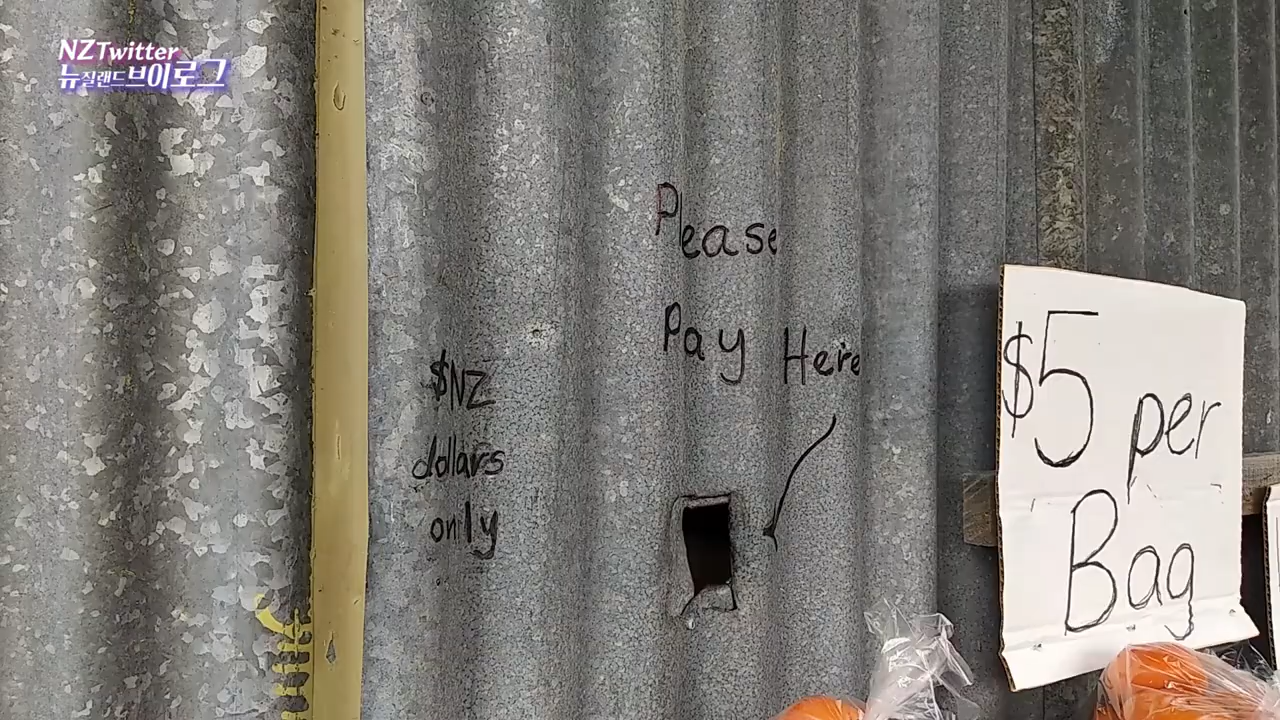 NZTwitter
뉴질랜드브이로그
Please
Pay Here
$NZ
dollars
only
$5 per
Bag